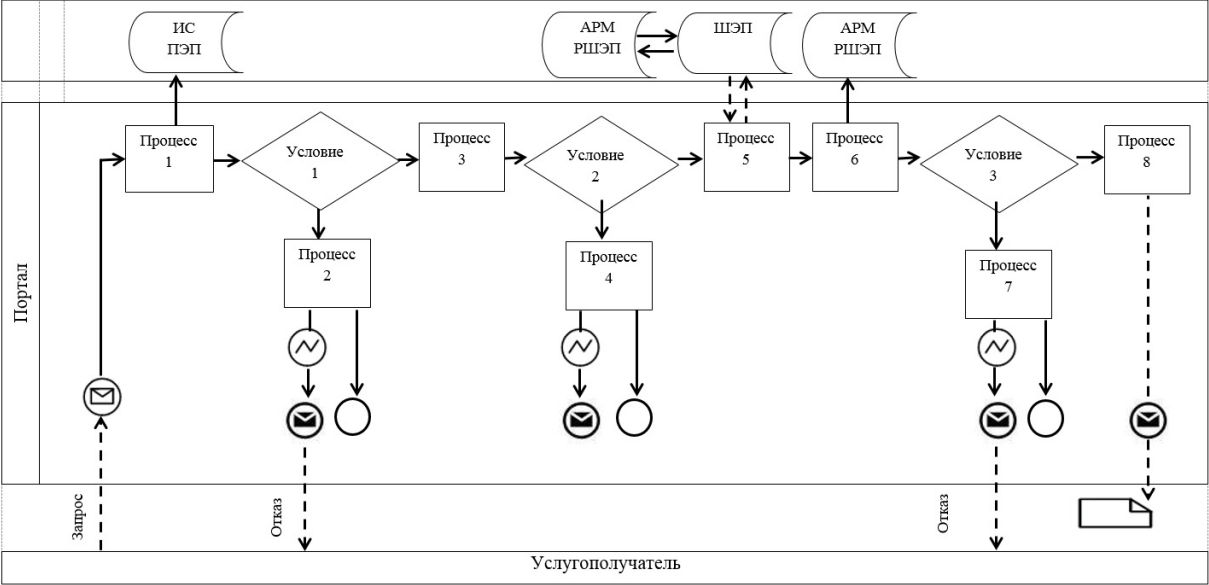 ИС
ПЭП
АРМ
РШЭП
ШЭП
АРМ
РШЭП
Процесс
1
Условие
1
Процесс
3
Условие
2
Процесс
5
Процесс
6
Условие
3
Процесс
8
Процесс
2
Процесс
4
Процесс
7
Портал
Запрос
Отказ
Отказ
Услугополучатель